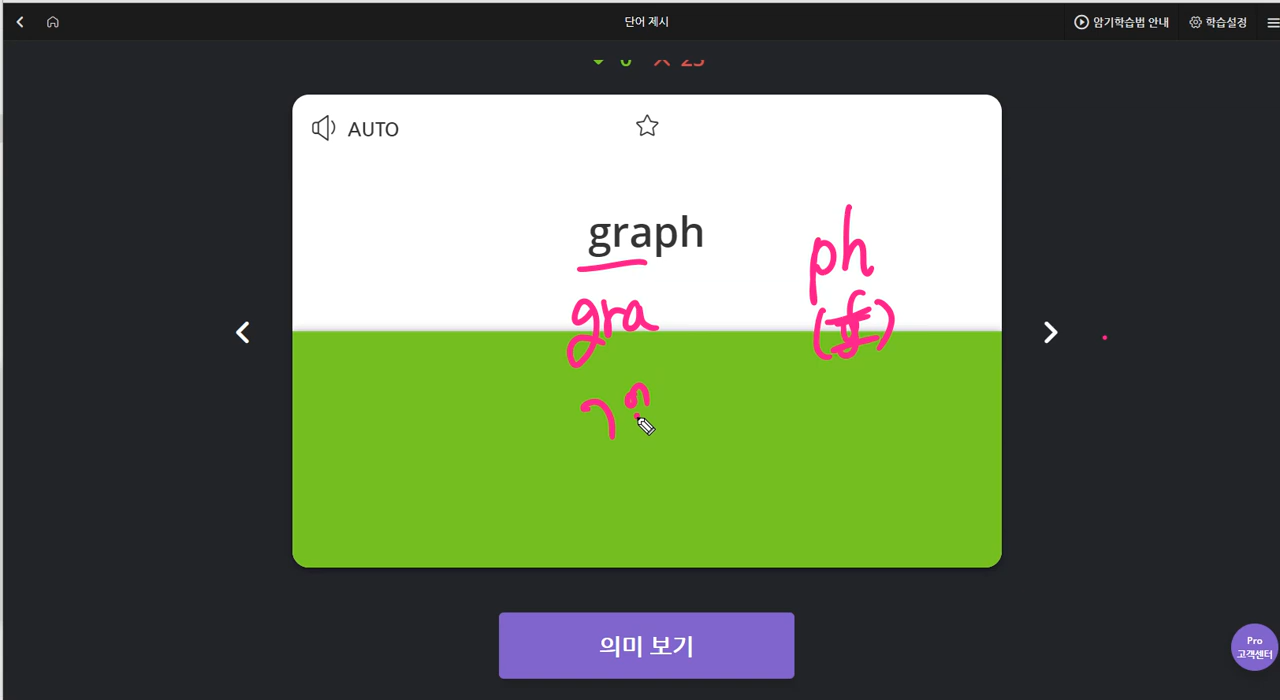 단어 제시
암기학습법 안내
학습설정
AUTO
graph
ph
gra
의미 보기
Pro
고객센터